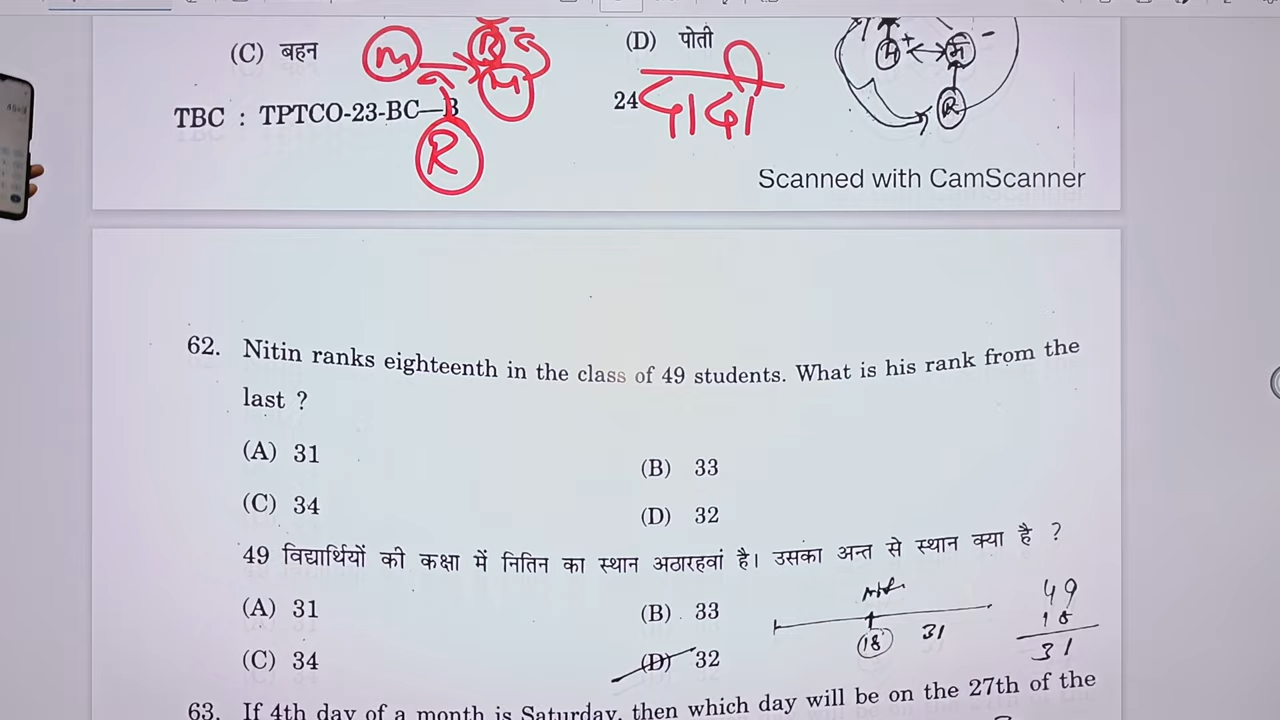 (C) बहन
(D) पोती
TBC : TPTCO-23-BC—B
24
दादी
M
R
M
R
Scanned with CamScanner
62. Nitin ranks eighteenth in the class of 49 students. What is his rank from the
last ?
(A) 31
(B) 33
(C) 34
(D) 32
49 विद्यार्थियों की कक्षा में नितिन का स्थान अठारहवां है। उसका अन्त से स्थान क्या है ?
(A) 31
(B) 33
(C) 34
(D) 32
18
31
49
18
31
63. If 4th day of a month is Saturday, then which day will be on the 27th of the